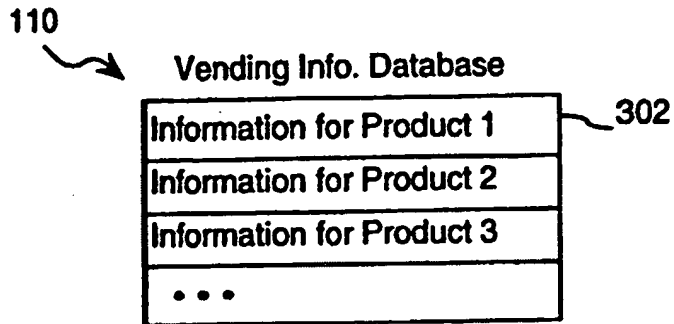 110
Vending Info. Database
Information for Product 1
302
Information for Product 2
Information for Product 3
• • •